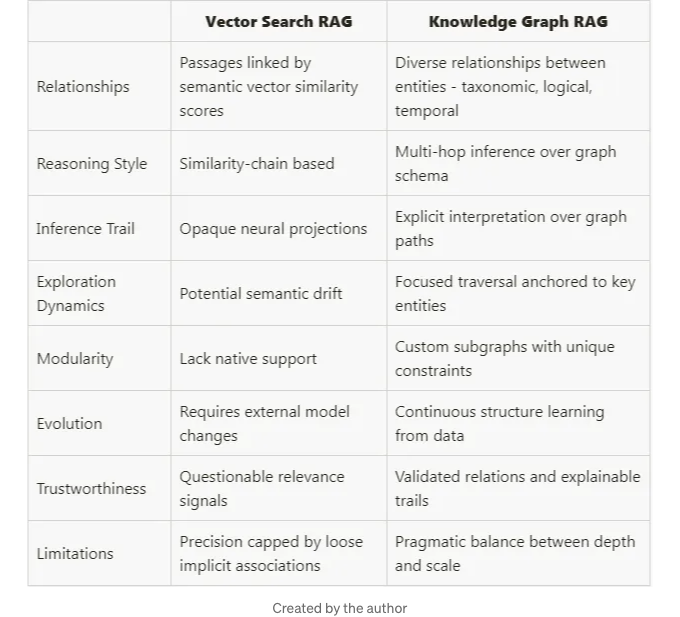 Vector Search RAG
Knowledge Graph RAG
Relationships
Passages linked by
semantic vector similarity
scores
Diverse relationships between
entities - taxonomic, logical,
temporal
Reasoning Style
Similarity-chain based
Multi-hop inference over graph
schema
Inference Trail
Opaque neural projections
Explicit interpretation over graph
paths
Exploration
Dynamics
Potential semantic drift
Focused traversal anchored to key
entities
Modularity
Lack native support
Custom subgraphs with unique
constraints
Evolution
Requires external model
changes
Continuous structure learning
from data
Trustworthiness
Questionable relevance
signals
Validated relations and explainable
trails
Limitations
Precision capped by loose
implicit associations
Pragmatic balance between depth
and scale
Created by the author